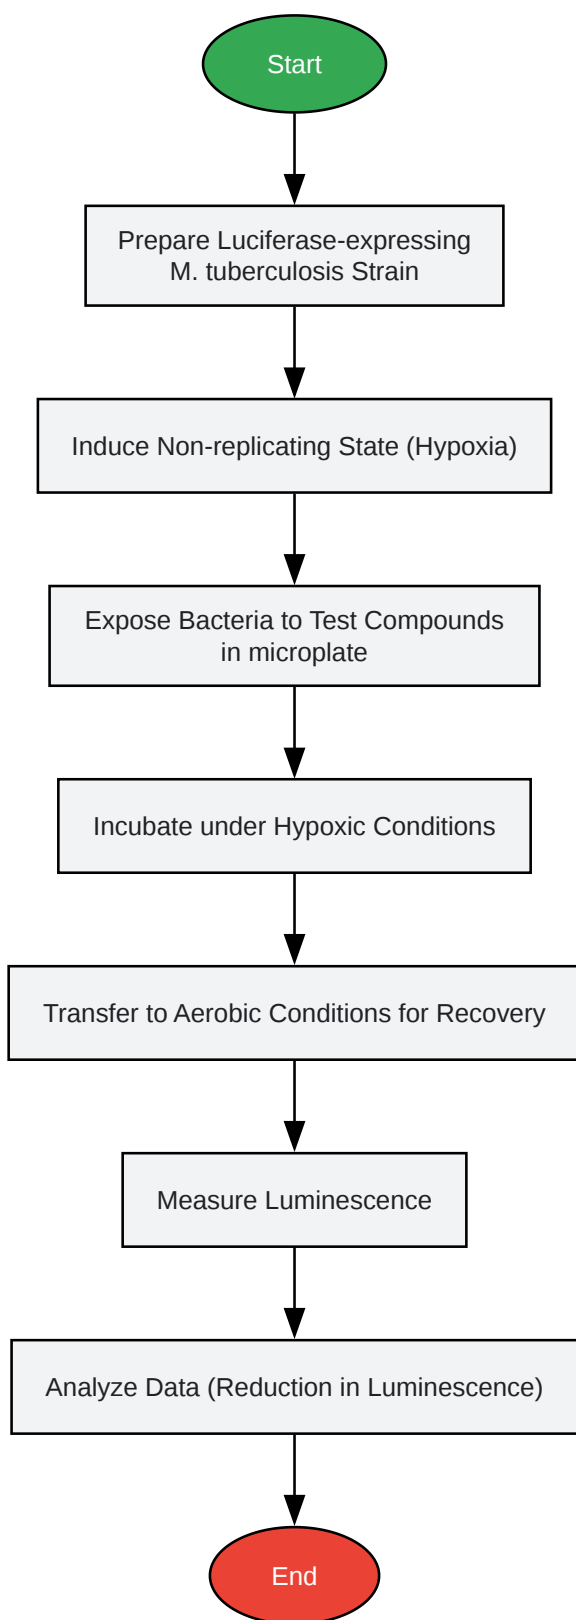 Start
Prepare Luciferase-expressing
M. tuberculosis Strain
Induce Non-replicating State (Hypoxia)
Expose Bacteria to Test Compounds
in microplate
Incubate under Hypoxic Conditions
Transfer to Aerobic Conditions for Recovery
Measure Luminescence
Analyze Data (Reduction in Luminescence)
End